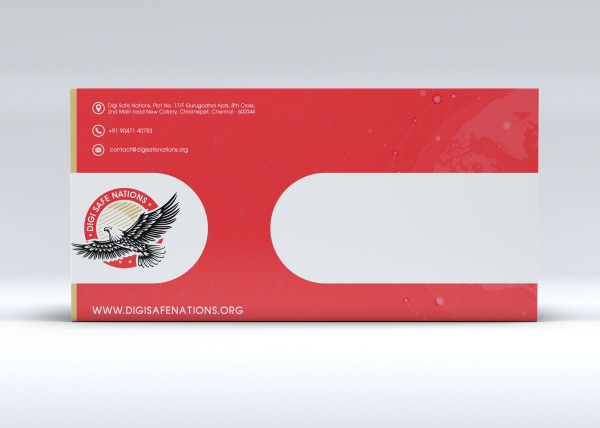 Digi Safe Nations, Plot No. 17/F Gurugodhoi Apts, 8th Cross,
2nd Main road New Colony, Chromepet, Chennai - 600044
+91 90471 40793
contact@digisafenations.org
• DIGI SAFE NATIONS •
WWW.DIGISAFENATIONS.ORG